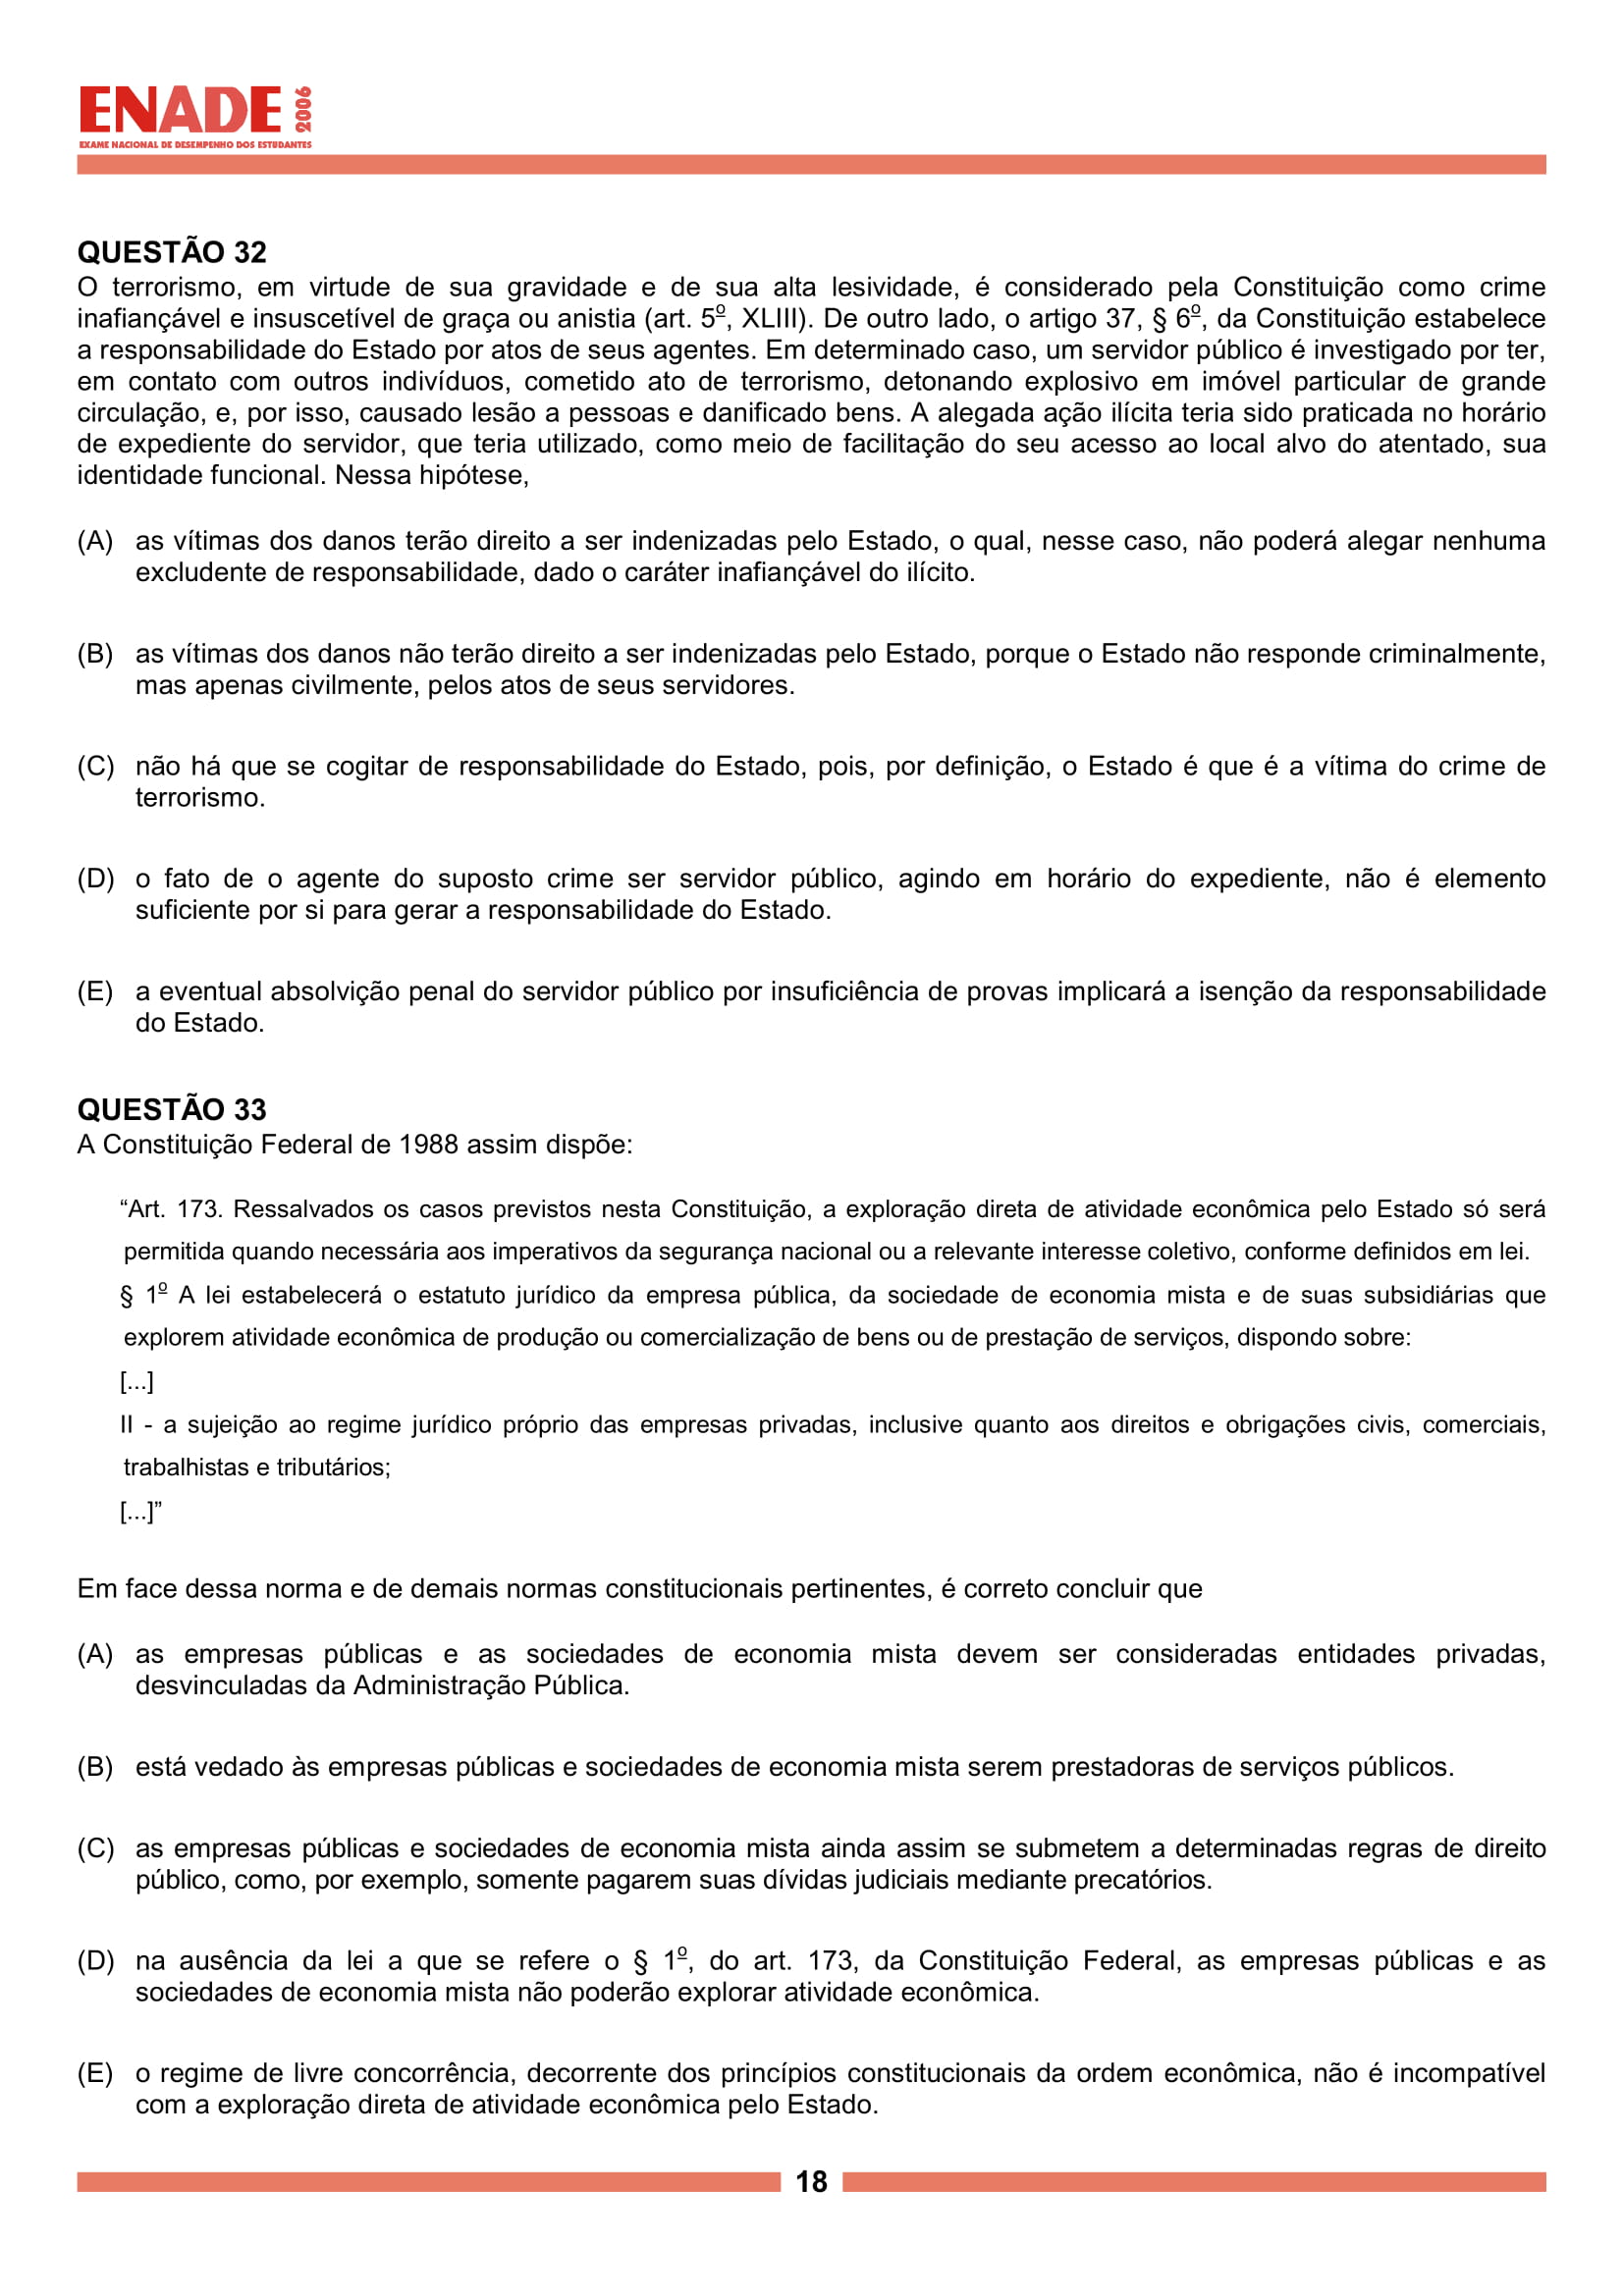 ENADE 2006
EXAME NACIONAL DE DESEMPENHO DOS ESTUDANTES
QUESTÃO 32
O terrorismo, em virtude de sua gravidade e de sua alta lesividade, é considerado pela Constituição como crime
inafiançável e insuscetível de graça ou anistia (art. 5º, XLIII). De outro lado, o artigo 37, § 6º, da Constituição estabelece
a responsabilidade do Estado por atos de seus agentes. Em determinado caso, um servidor público é investigado por ter,
em contato com outros indivíduos, cometido ato de terrorismo, detonando explosivo em imóvel particular de grande
circulação, e, por isso, causado lesão a pessoas e danificado bens. A alegada ação ilícita teria sido praticada no horário
de expediente do servidor, que teria utilizado, como meio de facilitação do seu acesso ao local alvo do atentado, sua
identidade funcional. Nessa hipótese,
(A) as vítimas dos danos terão direito a ser indenizadas pelo Estado, o qual, nesse caso, não poderá alegar nenhuma
excludente de responsabilidade, dado o caráter inafiançável do ilícito.
(B) as vítimas dos danos não terão direito a ser indenizadas pelo Estado, porque o Estado não responde criminalmente,
mas apenas civilmente, pelos atos de seus servidores.
(C) não há que se cogitar de responsabilidade do Estado, pois, por definição, o Estado é que é a vítima do crime de
terrorismo.
(D) o fato de o agente do suposto crime ser servidor público, agindo em horário do expediente, não é elemento
suficiente por si para gerar a responsabilidade do Estado.
(E) a eventual absolvição penal do servidor público por insuficiência de provas implicará a isenção da responsabilidade
do Estado.
QUESTÃO 33
A Constituição Federal de 1988 assim dispõe:
“Art. 173. Ressalvados os casos previstos nesta Constituição, a exploração direta de atividade econômica pelo Estado só será
permitida quando necessária aos imperativos da segurança nacional ou a relevante interesse coletivo, conforme definidos em lei.
§ 1º A lei estabelecerá o estatuto jurídico da empresa pública, da sociedade de economia mista e de suas subsidiárias que
explorem atividade econômica de produção ou comercialização de bens ou de prestação de serviços, dispondo sobre:
[...]
II - a sujeição ao regime jurídico próprio das empresas privadas, inclusive quanto aos direitos e obrigações civis, comerciais,
trabalhistas e tributários;
[...]”
Em face dessa norma e de demais normas constitucionais pertinentes, é correto concluir que
(A) as empresas públicas e as sociedades de economia mista devem ser consideradas entidades privadas,
desvinculadas da Administração Pública.
(B) está vedado às empresas públicas e sociedades de economia mista serem prestadoras de serviços públicos.
(C) as empresas públicas e sociedades de economia mista ainda assim se submetem a determinadas regras de direito
público, como, por exemplo, somente pagarem suas dívidas judiciais mediante precatórios.
(D) na ausência da lei a que se refere o § 1º, do art. 173, da Constituição Federal, as empresas públicas e as
sociedades de economia mista não poderão explorar atividade econômica.
(E) o regime de livre concorrência, decorrente dos princípios constitucionais da ordem econômica, não é incompatível
com a exploração direta de atividade econômica pelo Estado.
18